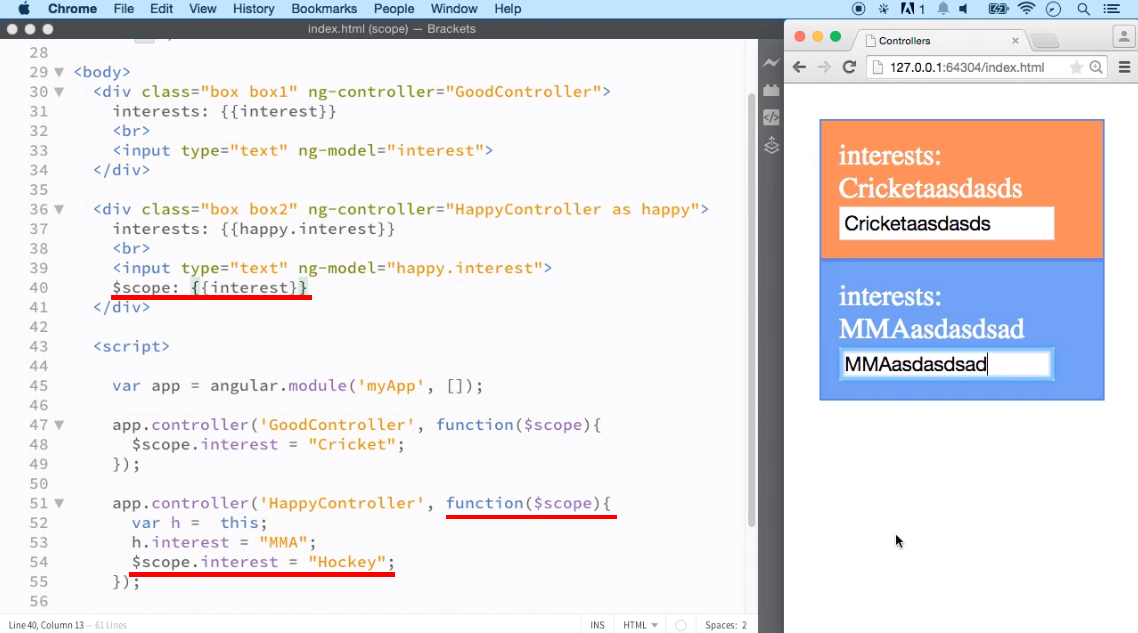 Chrome File Edit View History Bookmarks People Window Help 1
index.html (scope) — Brackets
28
29 <body>
30 <div class="box box1" ng-controller="GoodController">
31 interests: {{interest}}
32 <br>
33 <input type="text" ng-model="interest">
34 </div>
35
36 <div class="box box2" ng-controller="HappyController as happy">
37 interests: {{happy.interest}}
38 <br>
39 <input type="text" ng-model="happy.interest">
40 $scope: {{interest}}
41 </div>
42
43 <script>
44
45 var app = angular.module('myApp', []);
46
47 app.controller('GoodController', function($scope){
48 $scope.interest = "Cricket";
49 });
50
51 app.controller('HappyController', function($scope){
52 var h = this;
53 h.interest = "MMA";
54 $scope.interest = "Hockey";
55 });
56
Line 40, Column 13 — 61 Lines
INS HTML Spaces: 2
Controllers
127.0.0.1:64304/index.html
interests:
Cricketaasdasds
Cricketaasdasds
interests:
MMAasdasdsad
MMAasdasdsad